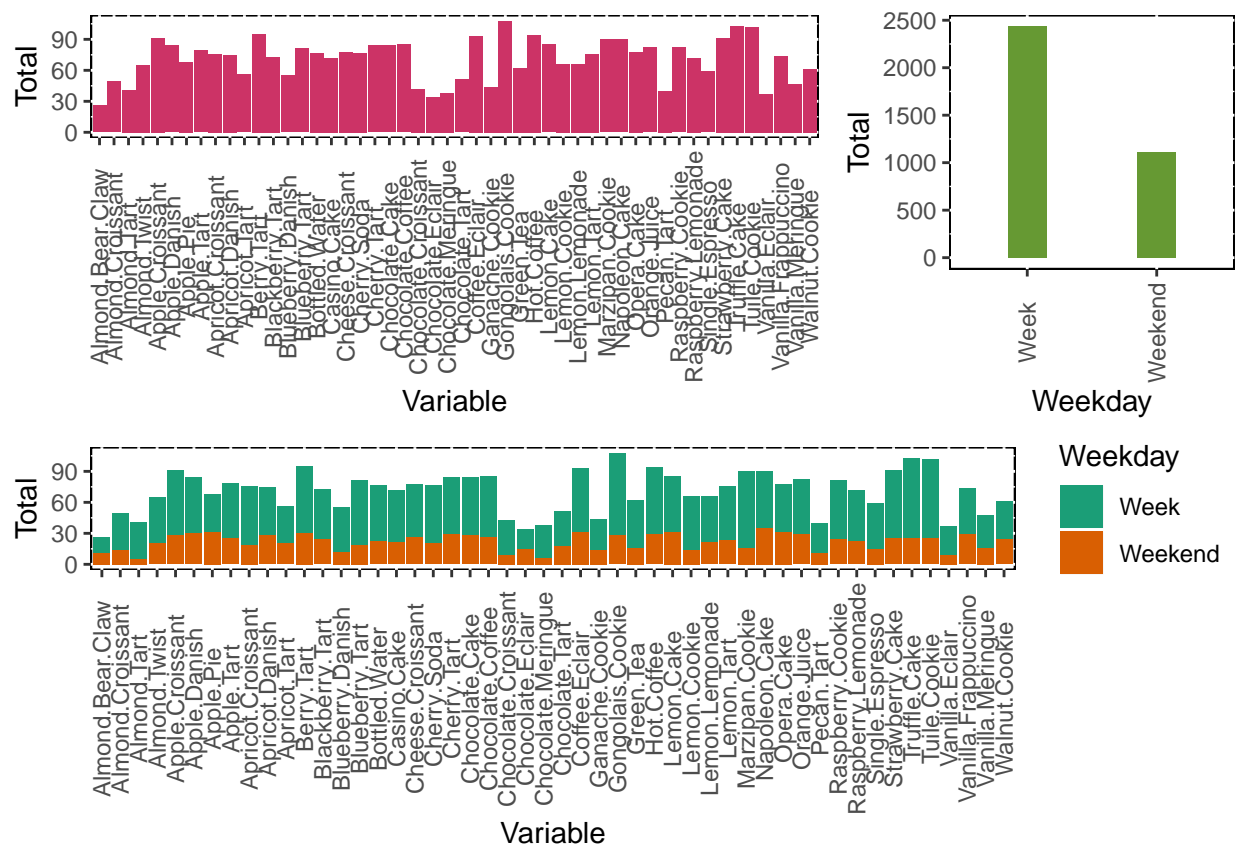 Total
90
60
30
0
Almond.Bear.Claw
Almond.Croissant
Almond.Tart
Almond.Twist
Apple.Croissant
Apple.Danish
Apple.Pie
Apple.Tart
Apricot.Croissant
Apricot.Danish
Apricot.Tart
Berry.Tart
Blackberry.Tart
Blueberry.Danish
Blueberry.Tart
Bottled.Water
Casino.Cake
Cheese.Croissant
Cherry.Soda
Cherry.Tart
Chocolate.Cake
Chocolate.Coffee
Chocolate.Croissant
Chocolate.Eclair
Chocolate.Meringue
Chocolate.Tart
Coffee.Eclair
Ganache.Cookie
Gongolais.Cookie
Green.Tea
Hot.Coffee
Lemon.Cake
Lemon.Cookie
Lemon.Lemonade
Lemon.Tart
Marzipan.Cookie
Napoleon.Cake
Opera.Cake
Orange.Juice
Pecan.Tart
Raspberry.Cookie
Raspberry.Lemonade
Single.Espresso
Strawberry.Cake
Truffle.Cake
Tuile.Cookie
Vanilla.Eclair
Vanilla.Frappuccino
Vanilla.Meringue
Walnut.Cookie
Variable
Total
2500
2000
1500
1000
500
0
Week
Weekend
Weekday
Total
90
60
30
0
Almond.Bear.Claw
Almond.Croissant
Almond.Tart
Almond.Twist
Apple.Croissant
Apple.Danish
Apple.Pie
Apple.Tart
Apricot.Croissant
Apricot.Danish
Apricot.Tart
Berry.Tart
Blackberry.Tart
Blueberry.Danish
Blueberry.Tart
Bottled.Water
Casino.Cake
Cheese.Croissant
Cherry.Soda
Cherry.Tart
Chocolate.Cake
Chocolate.Coffee
Chocolate.Croissant
Chocolate.Eclair
Chocolate.Meringue
Chocolate.Tart
Coffee.Eclair
Ganache.Cookie
Gongolais.Cookie
Green.Tea
Hot.Coffee
Lemon.Cake
Lemon.Cookie
Lemon.Lemonade
Lemon.Tart
Marzipan.Cookie
Napoleon.Cake
Opera.Cake
Orange.Juice
Pecan.Tart
Raspberry.Cookie
Raspberry.Lemonade
Single.Espresso
Strawberry.Cake
Truffle.Cake
Tuile.Cookie
Vanilla.Eclair
Vanilla.Frappuccino
Vanilla.Meringue
Walnut.Cookie
Variable
Weekday
Week
Weekend